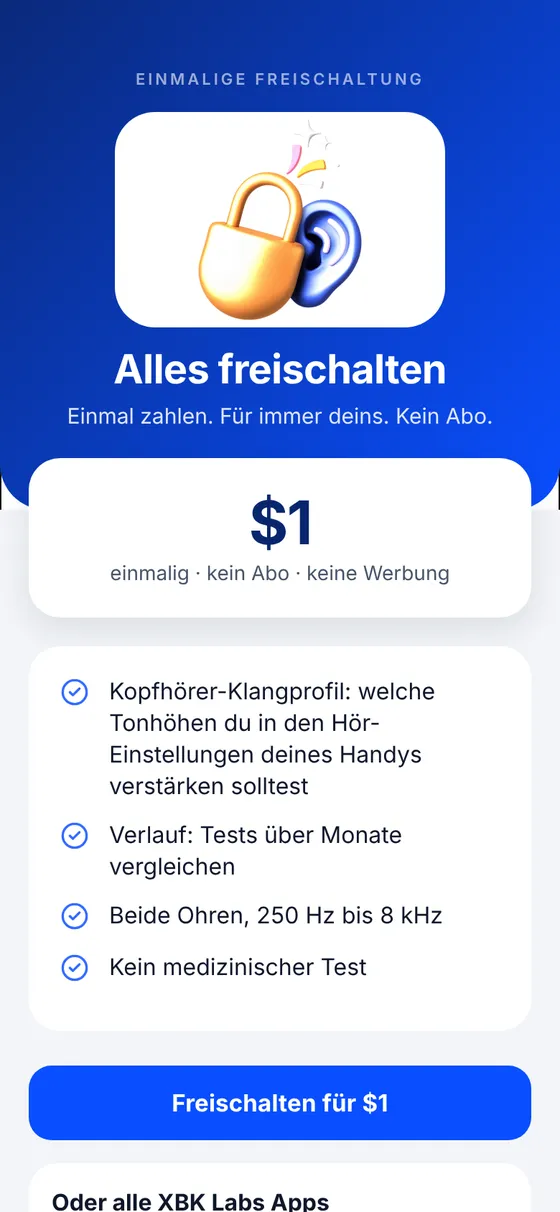 EINMALIGE FREISCHALTUNG
Alles freischalten
Einmal zahlen. Für immer deins. Kein Abo.
$1
einmalig · kein Abo · keine Werbung
Kopfhörer-Klangprofil: welche
Tonhöhen du in den Hör-
Einstellungen deines Handys
verstärken solltest
Verlauf: Tests über Monate
vergleichen
Beide Ohren, 250 Hz bis 8 kHz
Kein medizinischer Test
Freischalten für $1
Oder alle XBK Labs Apps